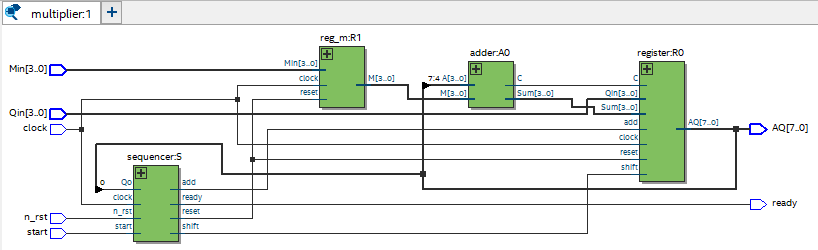 multiplier:1
reg_m:R1
Min[3..0]
clock
reset
M[3..0]
adder:A0
7:4 A[3..0]
M[3..0]
C
Sum[3..0]
register:R0
C
Qin[3..0]
Sum[3..0]
add
clock
reset
shift
AQ[7..0]
Min[3..0]
Qin[3..0]
clock
n_rst
start
sequencer:S
0
Qo
clock
n_rst
start
add
ready
reset
shift
AQ[7..0]
ready